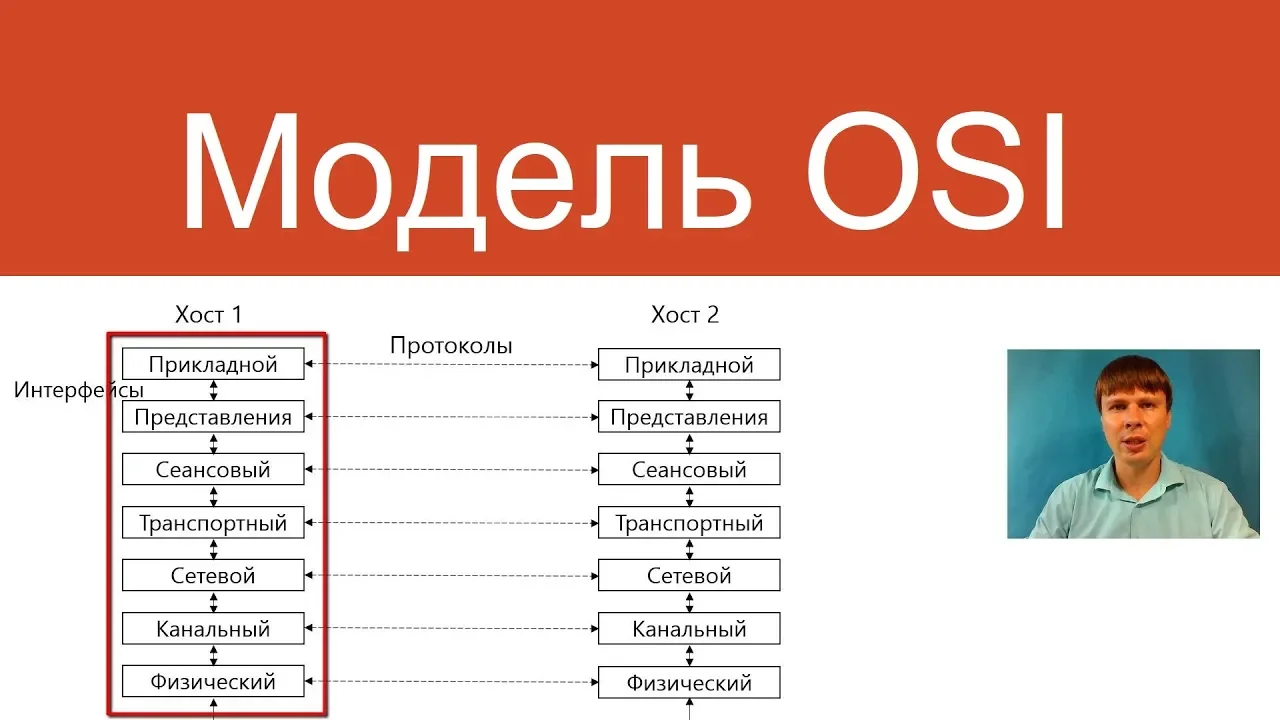 Модель OSI
Хост 1
Хост 2
Протоколы
Интерфейсы
Прикладной
Прикладной
Представления
Представления
Сеансовый
Сеансовый
Транспортный
Транспортный
Сетевой
Сетевой
Канальный
Канальный
Физический
Физический